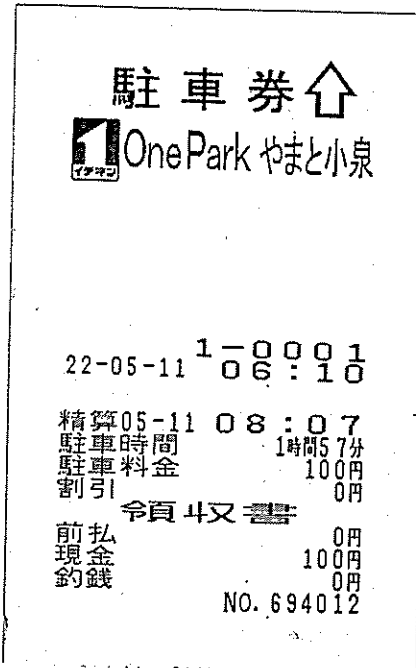 駐車券
イチネン
One Park やまと小泉
1-0001
22-05-11 06:10
精算05-11 08:07
駐車時間 1時間57分
駐車料金 100円
割引 0円
領収書
前払 0円
現金 100円
釣銭 0円
NO.694012